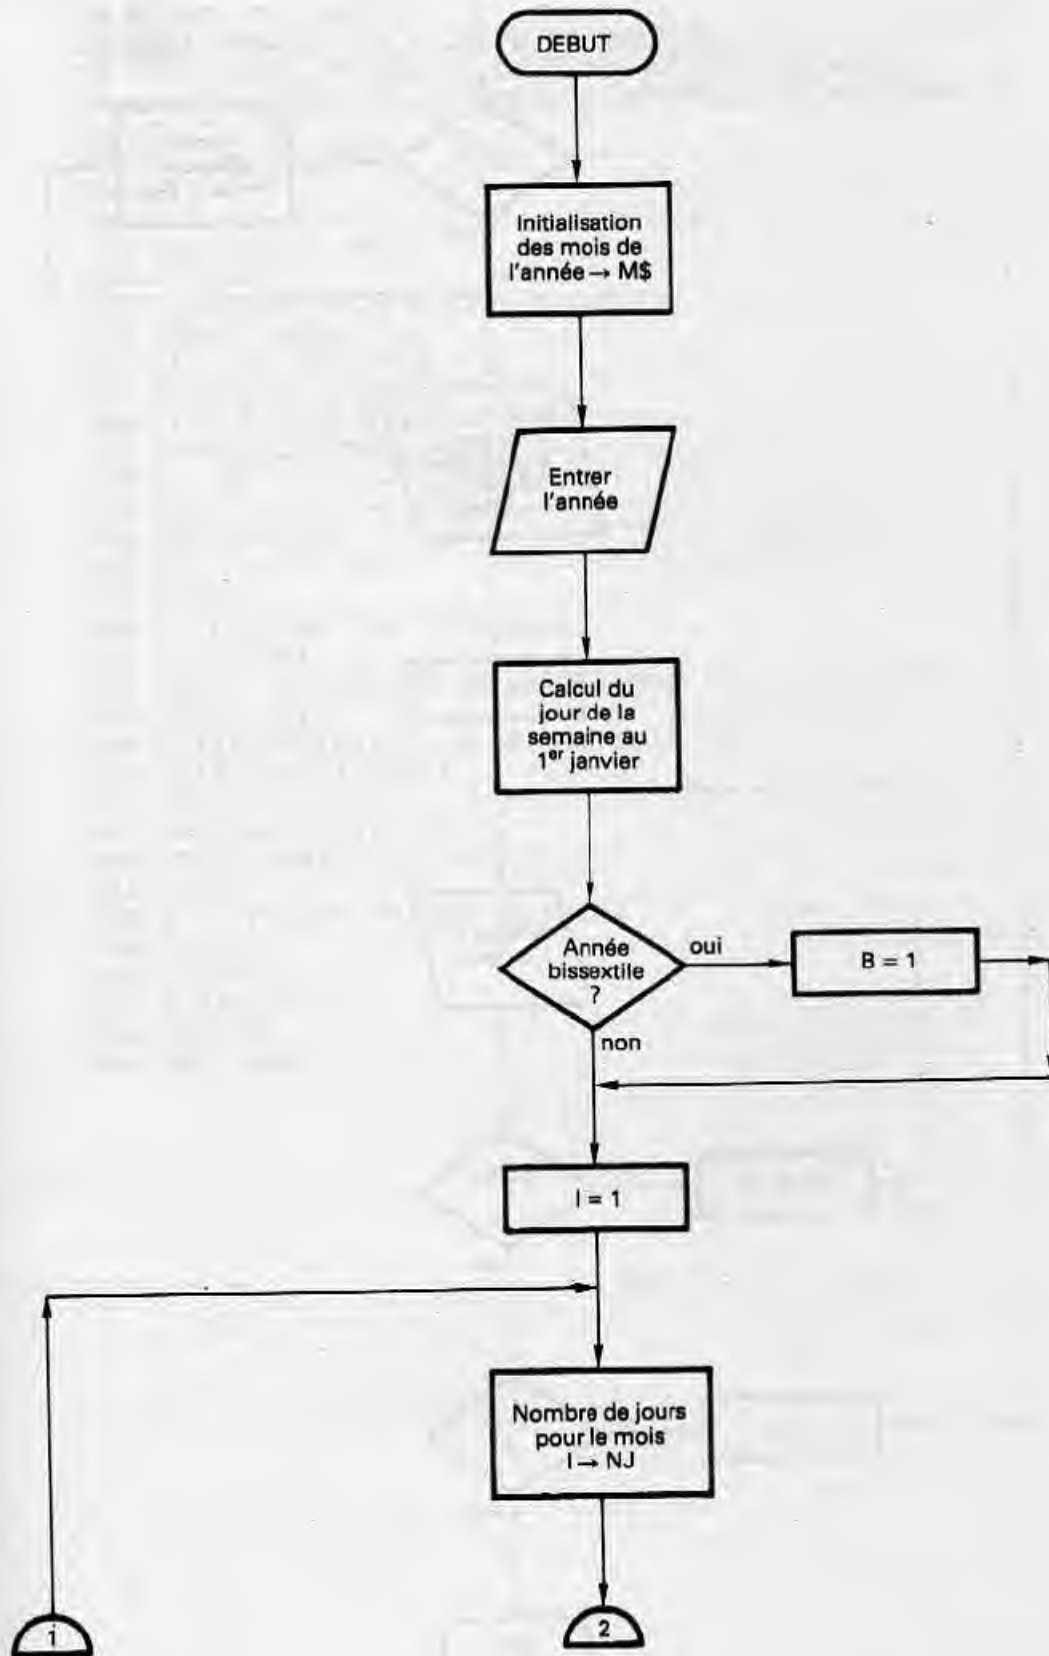 DEBUT
Initialisation
des mois de
l'année → M$
Entrer
l'année
Calcul du
jour de la
semaine au
1er janvier
Année
bissextile
?
oui
B = 1
non
I = 1
Nombre de jours
pour le mois
I → NJ
1
2